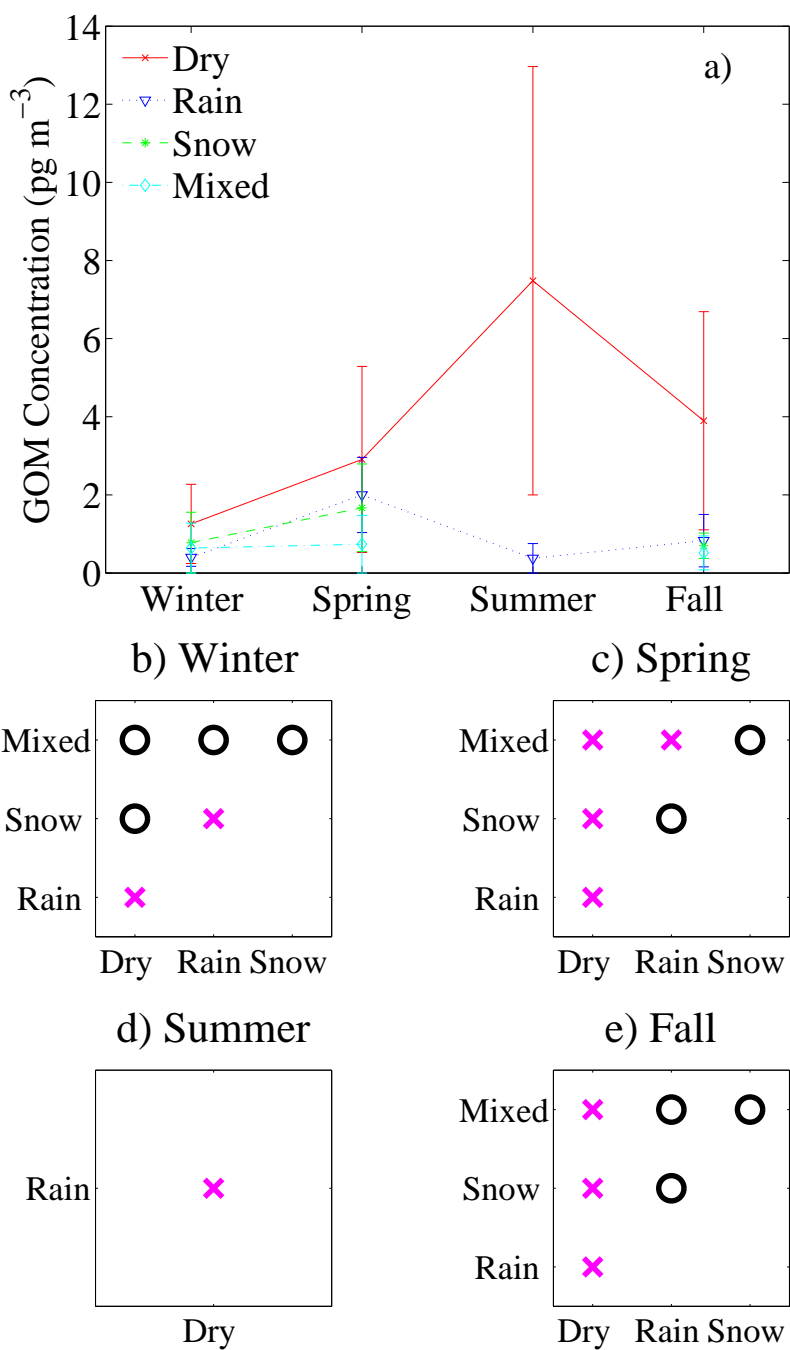 14
12
10
8
6
4
2
0
GOM Concentration (pg m⁻³)
Dry
Rain
Snow
Mixed
a)
Winter Spring Summer Fall
b) Winter
Mixed
Snow
Rain
Dry Rain Snow
c) Spring
Mixed
Snow
Rain
Dry Rain Snow
d) Summer
Rain
Dry
e) Fall
Mixed
Snow
Rain
Dry Rain Snow